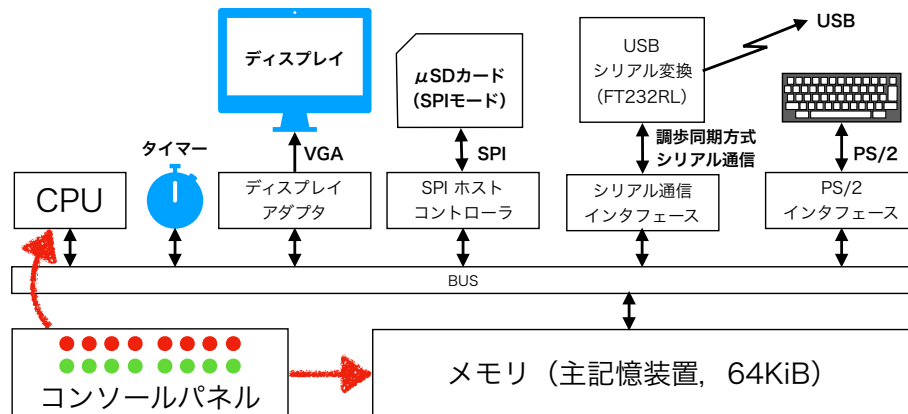 ディスプレイ
μSDカード
(SPIモード)
USB
シリアル変換
(FT232RL)
USB
タイマー
VGA
SPI
調歩同期方式
シリアル通信
PS/2
CPU
ディスプレイ
アダプタ
SPI ホスト
コントローラ
シリアル通信
インタフェース
PS/2
インタフェース
BUS
コンソールパネル
メモリ（主記憶装置，64KiB）